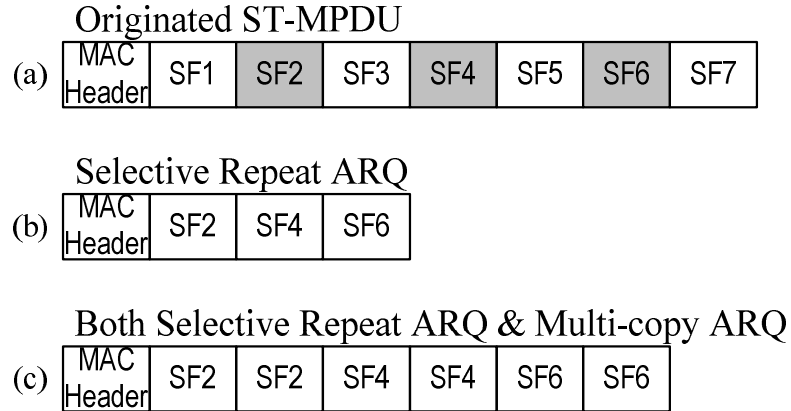 Originated ST-MPDU
(a) MAC Header SF1 SF2 SF3 SF4 SF5 SF6 SF7
Selective Repeat ARQ
(b) MAC Header SF2 SF4 SF6
Both Selective Repeat ARQ & Multi-copy ARQ
(c) MAC Header SF2 SF2 SF4 SF4 SF6 SF6